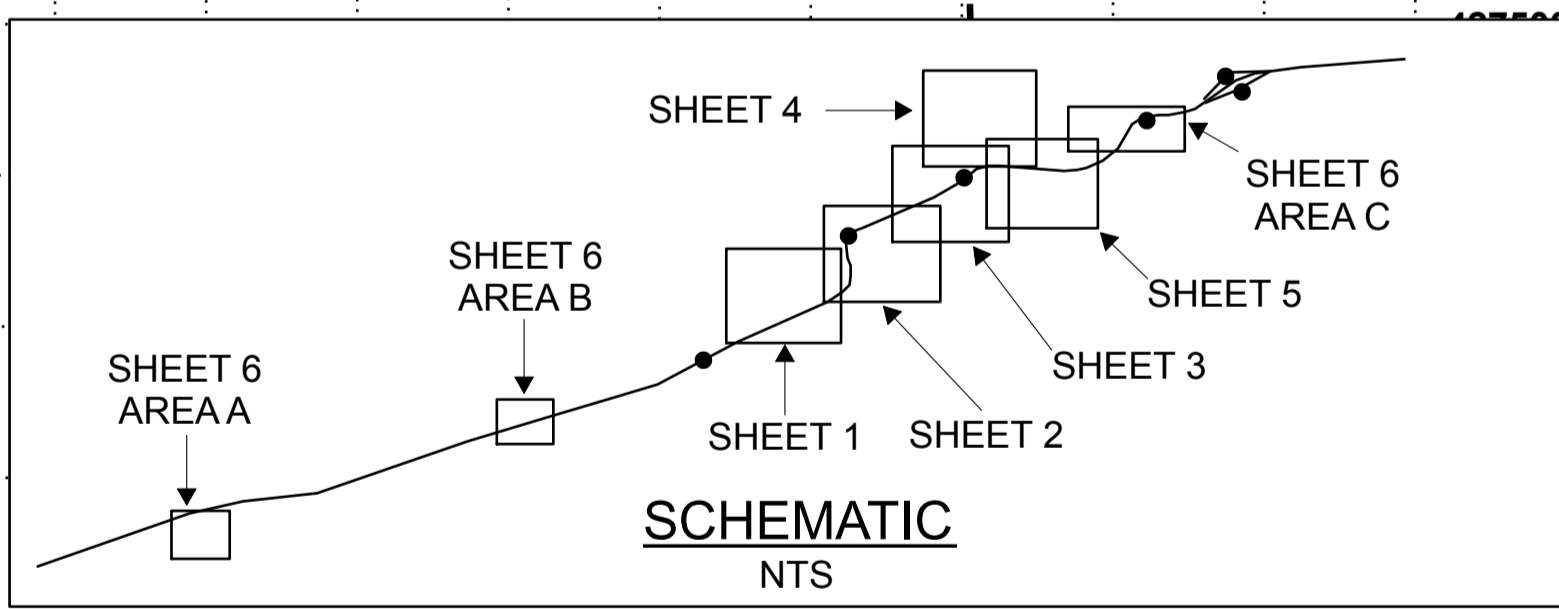 SHEET 4
SHEET 6
AREA C
SHEET 6
AREA B
SHEET 5
SHEET 3
SHEET 6
AREA A
SHEET 1
SHEET 2
SCHEMATIC
NTS